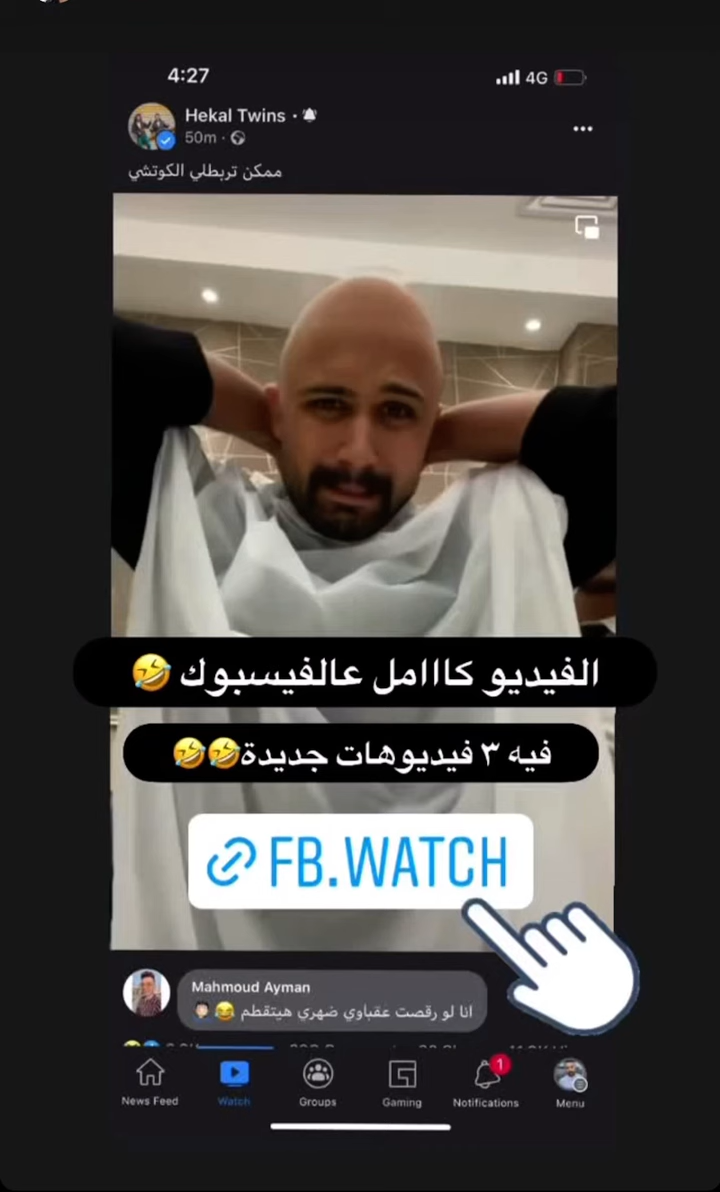 4:27
4G
Hekal Twins ·
50m ·
ممكن تربطلي الكوتشي
الفيديو كااامل عالفيسبوك 🤣
فيه ٣ فيديوهات جديدة🤣🤣
FB.WATCH
Mahmoud Ayman
انا لو رقصت عقباوي ضهري هيتقطم 😂🤦🏻‍♂️
1
News Feed
Watch
Groups
Gaming
Notifications
Menu